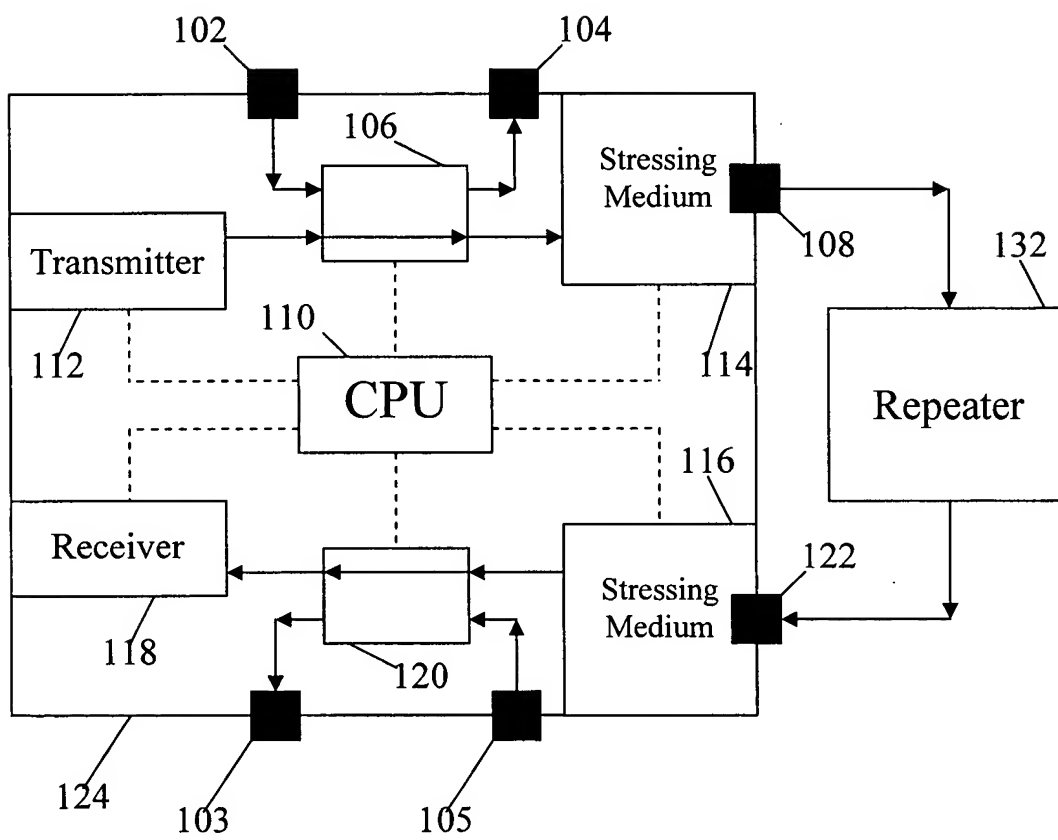 102
104
106
Stressing
Medium
108
132
Transmitter
112
110
114
CPU
Repeater
116
Receiver
122
Stressing
Medium
118
120
124
103
105